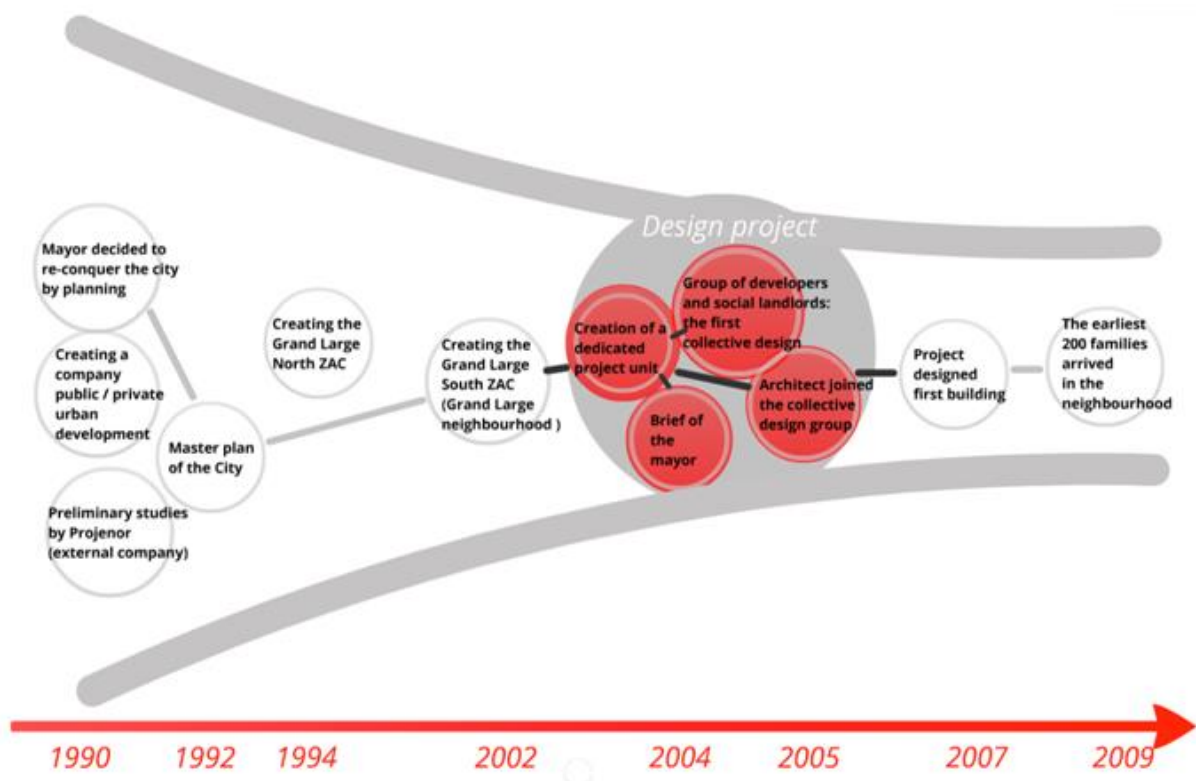 Design project
Mayor decided to
re-conquer the city
by planning
Creating a
company
public / private
urban
development
Preliminary studies
by Projenor
(external company)
Master plan
of the City
Creating the
Grand Large
North ZAC
Creating the
Grand Large
South ZAC
(Grand Large
neighbourhood )
Creation of a
dedicated
project unit
Group of developers
and social landlords:
the first
collective design
Brief of
the
mayor
Architect joined
the collective
design group
Project
designed
first building
The earliest
200 families
arrived
in the
neighbourhood
1990 1992 1994 2002 2004 2005 2007 2009